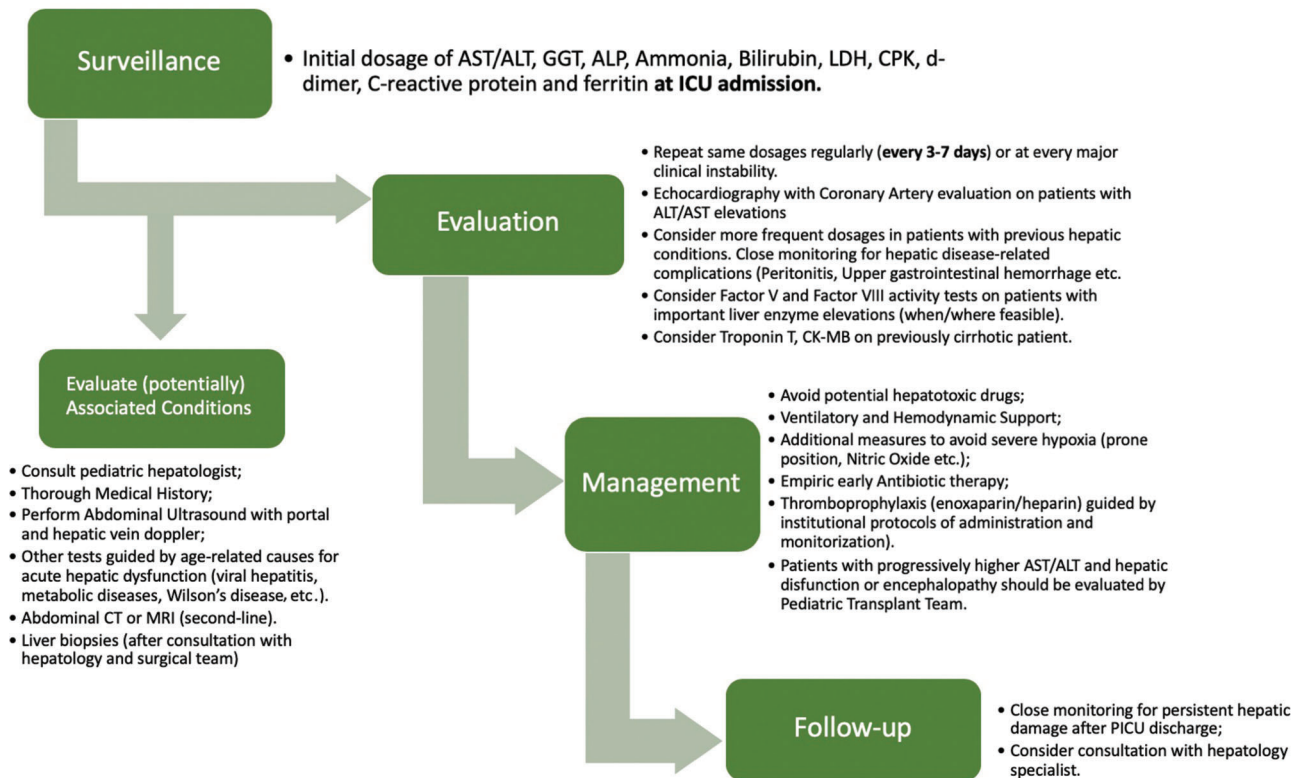 Surveillance
• Initial dosage of AST/ALT, GGT, ALP, Ammonia, Bilirubin, LDH, CPK, d-
dimer, C-reactive protein and ferritin at ICU admission.
Evaluation
• Repeat same dosages regularly (every 3-7 days) or at every major
clinical instability.
• Echocardiography with Coronary Artery evaluation on patients with
ALT/AST elevations
• Consider more frequent dosages in patients with previous hepatic
conditions. Close monitoring for hepatic disease-related
complications (Peritonitis, Upper gastrointestinal hemorrhage etc.
• Consider Factor V and Factor VIII activity tests on patients with
important liver enzyme elevations (when/where feasible).
• Consider Troponin T, CK-MB on previously cirrhotic patient.
Evaluate (potentially)
Associated Conditions
• Consult pediatric hepatologist;
• Thorough Medical History;
• Perform Abdominal Ultrasound with portal
and hepatic vein doppler;
• Other tests guided by age-related causes for
acute hepatic dysfunction (viral hepatitis,
metabolic diseases, Wilson's disease, etc.).
• Abdominal CT or MRI (second-line).
• Liver biopsies (after consultation with
hepatology and surgical team)
Management
• Avoid potential hepatotoxic drugs;
• Ventilatory and Hemodynamic Support;
• Additional measures to avoid severe hypoxia (prone
position, Nitric Oxide etc.);
• Empiric early Antibiotic therapy;
• Thromboprophylaxis (enoxaparin/heparin) guided by
institutional protocols of administration and
monitorization).
• Patients with progressively higher AST/ALT and hepatic
disfunction or encephalopathy should be evaluated by
Pediatric Transplant Team.
Follow-up
• Close monitoring for persistent hepatic
damage after PICU discharge;
• Consider consultation with hepatology
specialist.